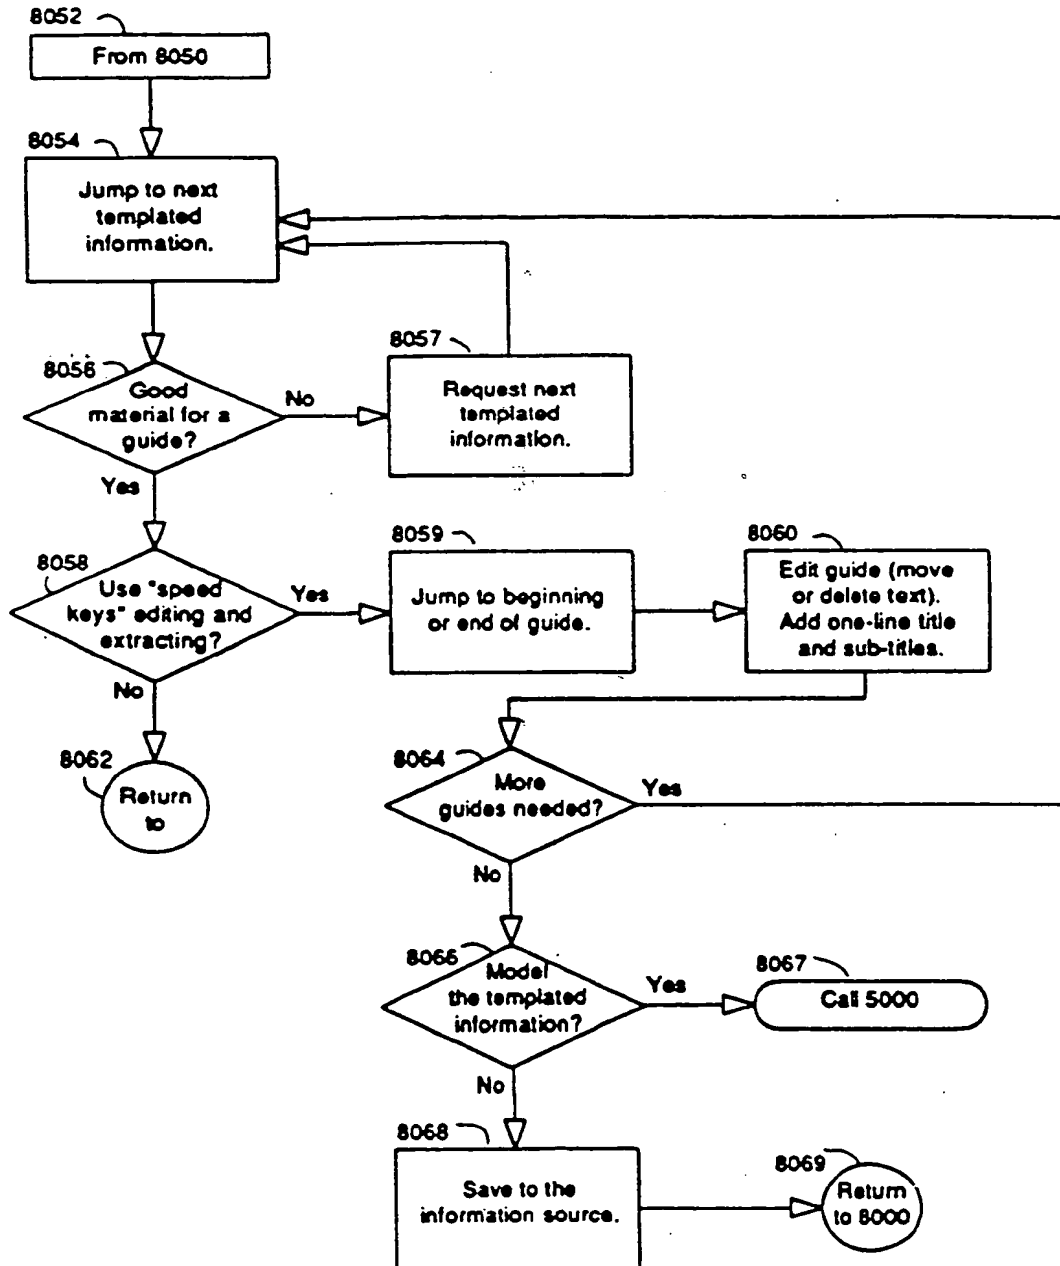 8052
From 8050
8054
Jump to next
templated
information.
8057
Request next
templated
information.
8056
Good
material for a
guide?
No
Yes
8058
Use "speed
keys" editing and
extracting?
Yes
No
8059
Jump to beginning
or end of guide.
8060
Edit guide (move
or delete text).
Add one-line title
and sub-titles.
8062
Return
to
8064
More
guides needed?
Yes
No
8066
Model
the templated
information?
Yes
No
8067
Call 5000
8068
Save to the
information source.
8069
Return
to 8000